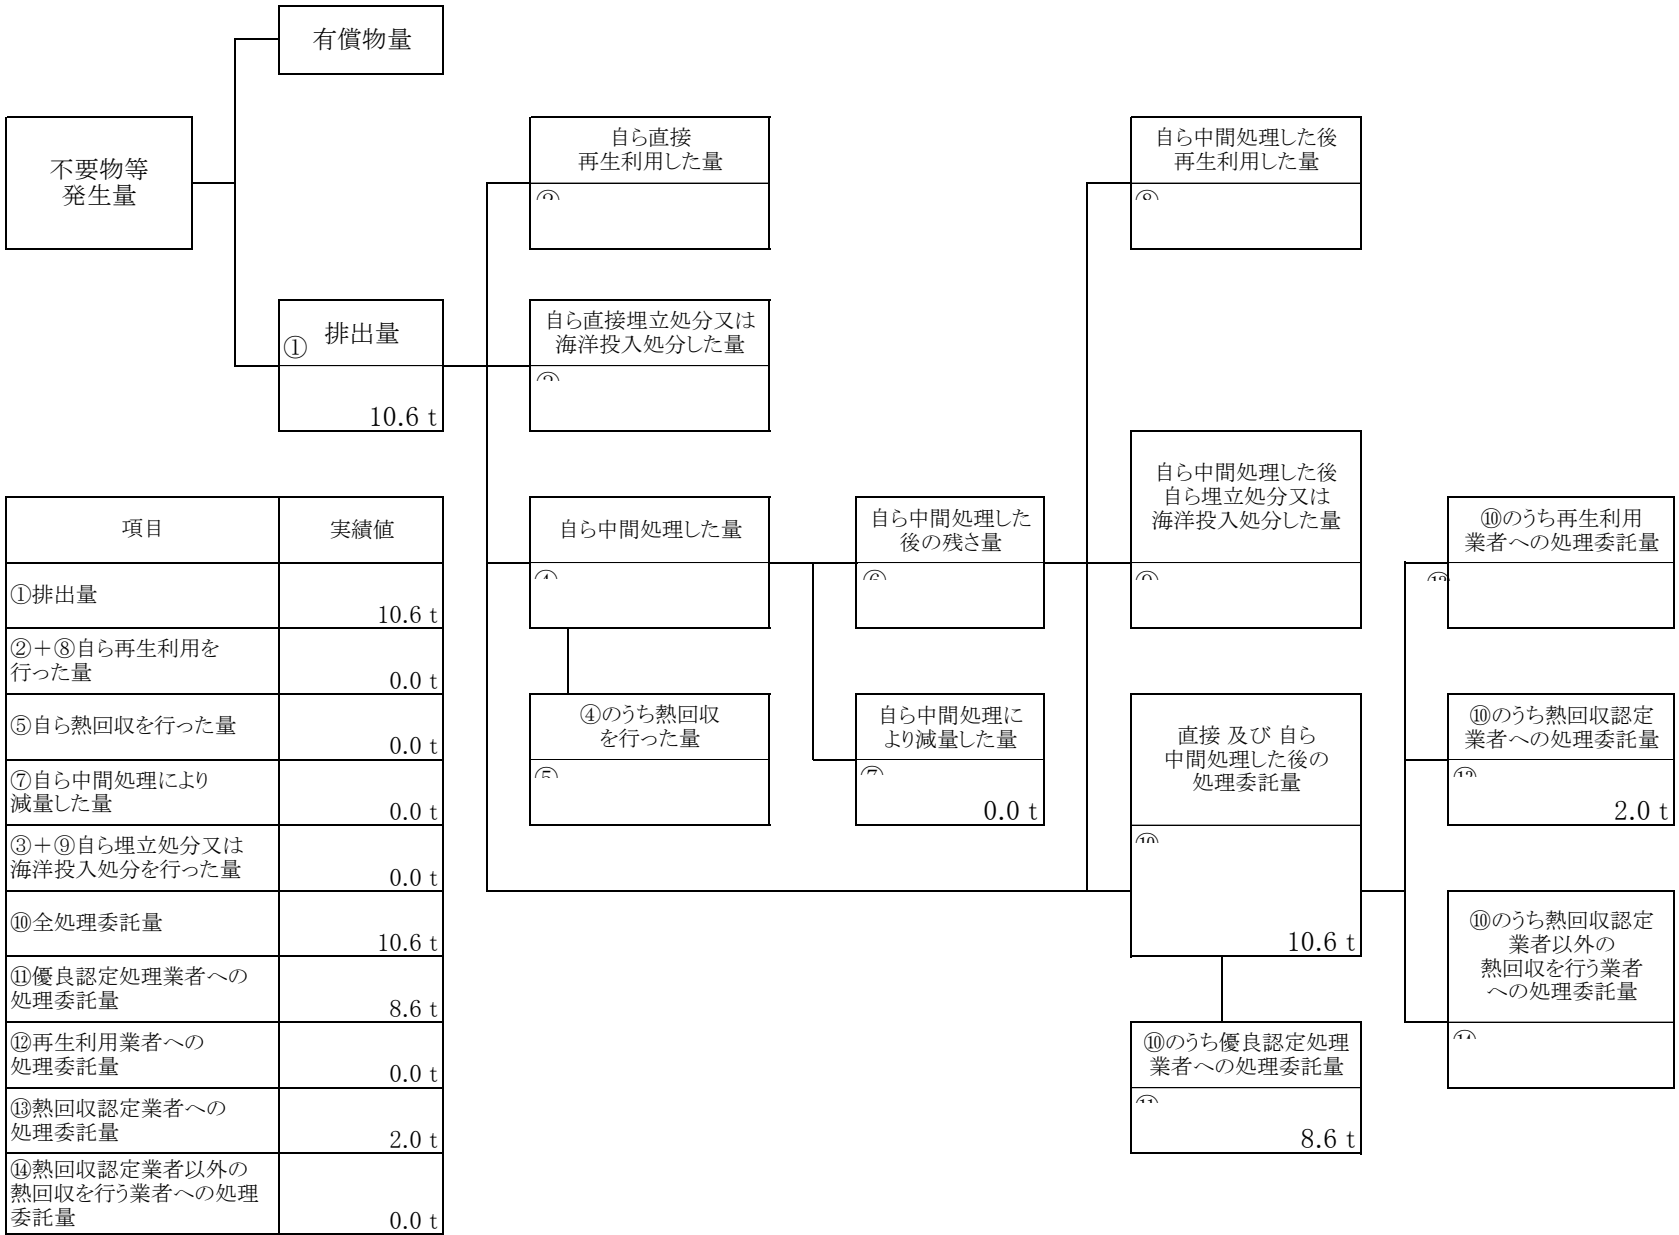 有償物量
不要物等
発生量
自ら直接
再生利用した量
②
自ら中間処理した後
再生利用した量
⑧
①
排出量
10.6 t
自ら直接埋立処分又は
海洋投入処分した量
③
自ら中間処理した量
④
自ら中間処理した
後の残さ量
⑥
自ら中間処理した後
自ら埋立処分又は
海洋投入処分した量
⑨
⑩のうち再生利用
業者への処理委託量
④のうち熱回収
を行った量
⑤
自ら中間処理に
より減量した量
⑦
0.0 t
直接 及び 自ら
中間処理した後の
処理委託量
⑩
10.6 t
⑩のうち熱回収認定
業者への処理委託量
2.0 t
⑩のうち熱回収認定
業者以外の
熱回収を行う業者
への処理委託量
⑭
⑩のうち優良認定処理
業者への処理委託量
⑪
8.6 t
項目 実績値
①排出量
10.6 t
②＋⑧自ら再生利用を
行った量
0.0 t
⑤自ら熱回収を行った量
0.0 t
⑦自ら中間処理により
減量した量
0.0 t
③＋⑨自ら埋立処分又は
海洋投入処分を行った量
0.0 t
⑩全処理委託量
10.6 t
⑪優良認定処理業者への
処理委託量
8.6 t
⑫再生利用業者への
処理委託量
0.0 t
⑬熱回収認定業者への
処理委託量
2.0 t
⑭熱回収認定業者以外の
熱回収を行う業者への処理
委託量
0.0 t